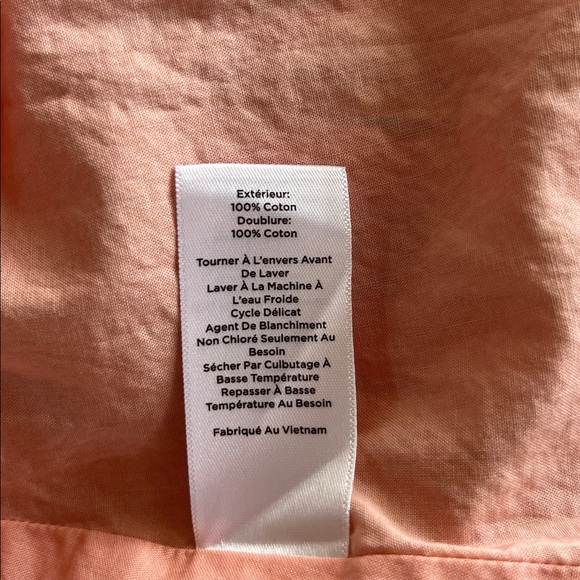 Extérieur:
100% Coton
Doublure:
100% Coton
Tourner À L'envers Avant
De Laver
Laver À La Machine À
L'eau Froide
Cycle Délicat
Agent De Blanchiment
Non Chloré Seulement Au
Besoin
Sécher Par Culbutage À
Basse Température
Repasser À Basse
Température Au Besoin
Fabriqué Au Vietnam